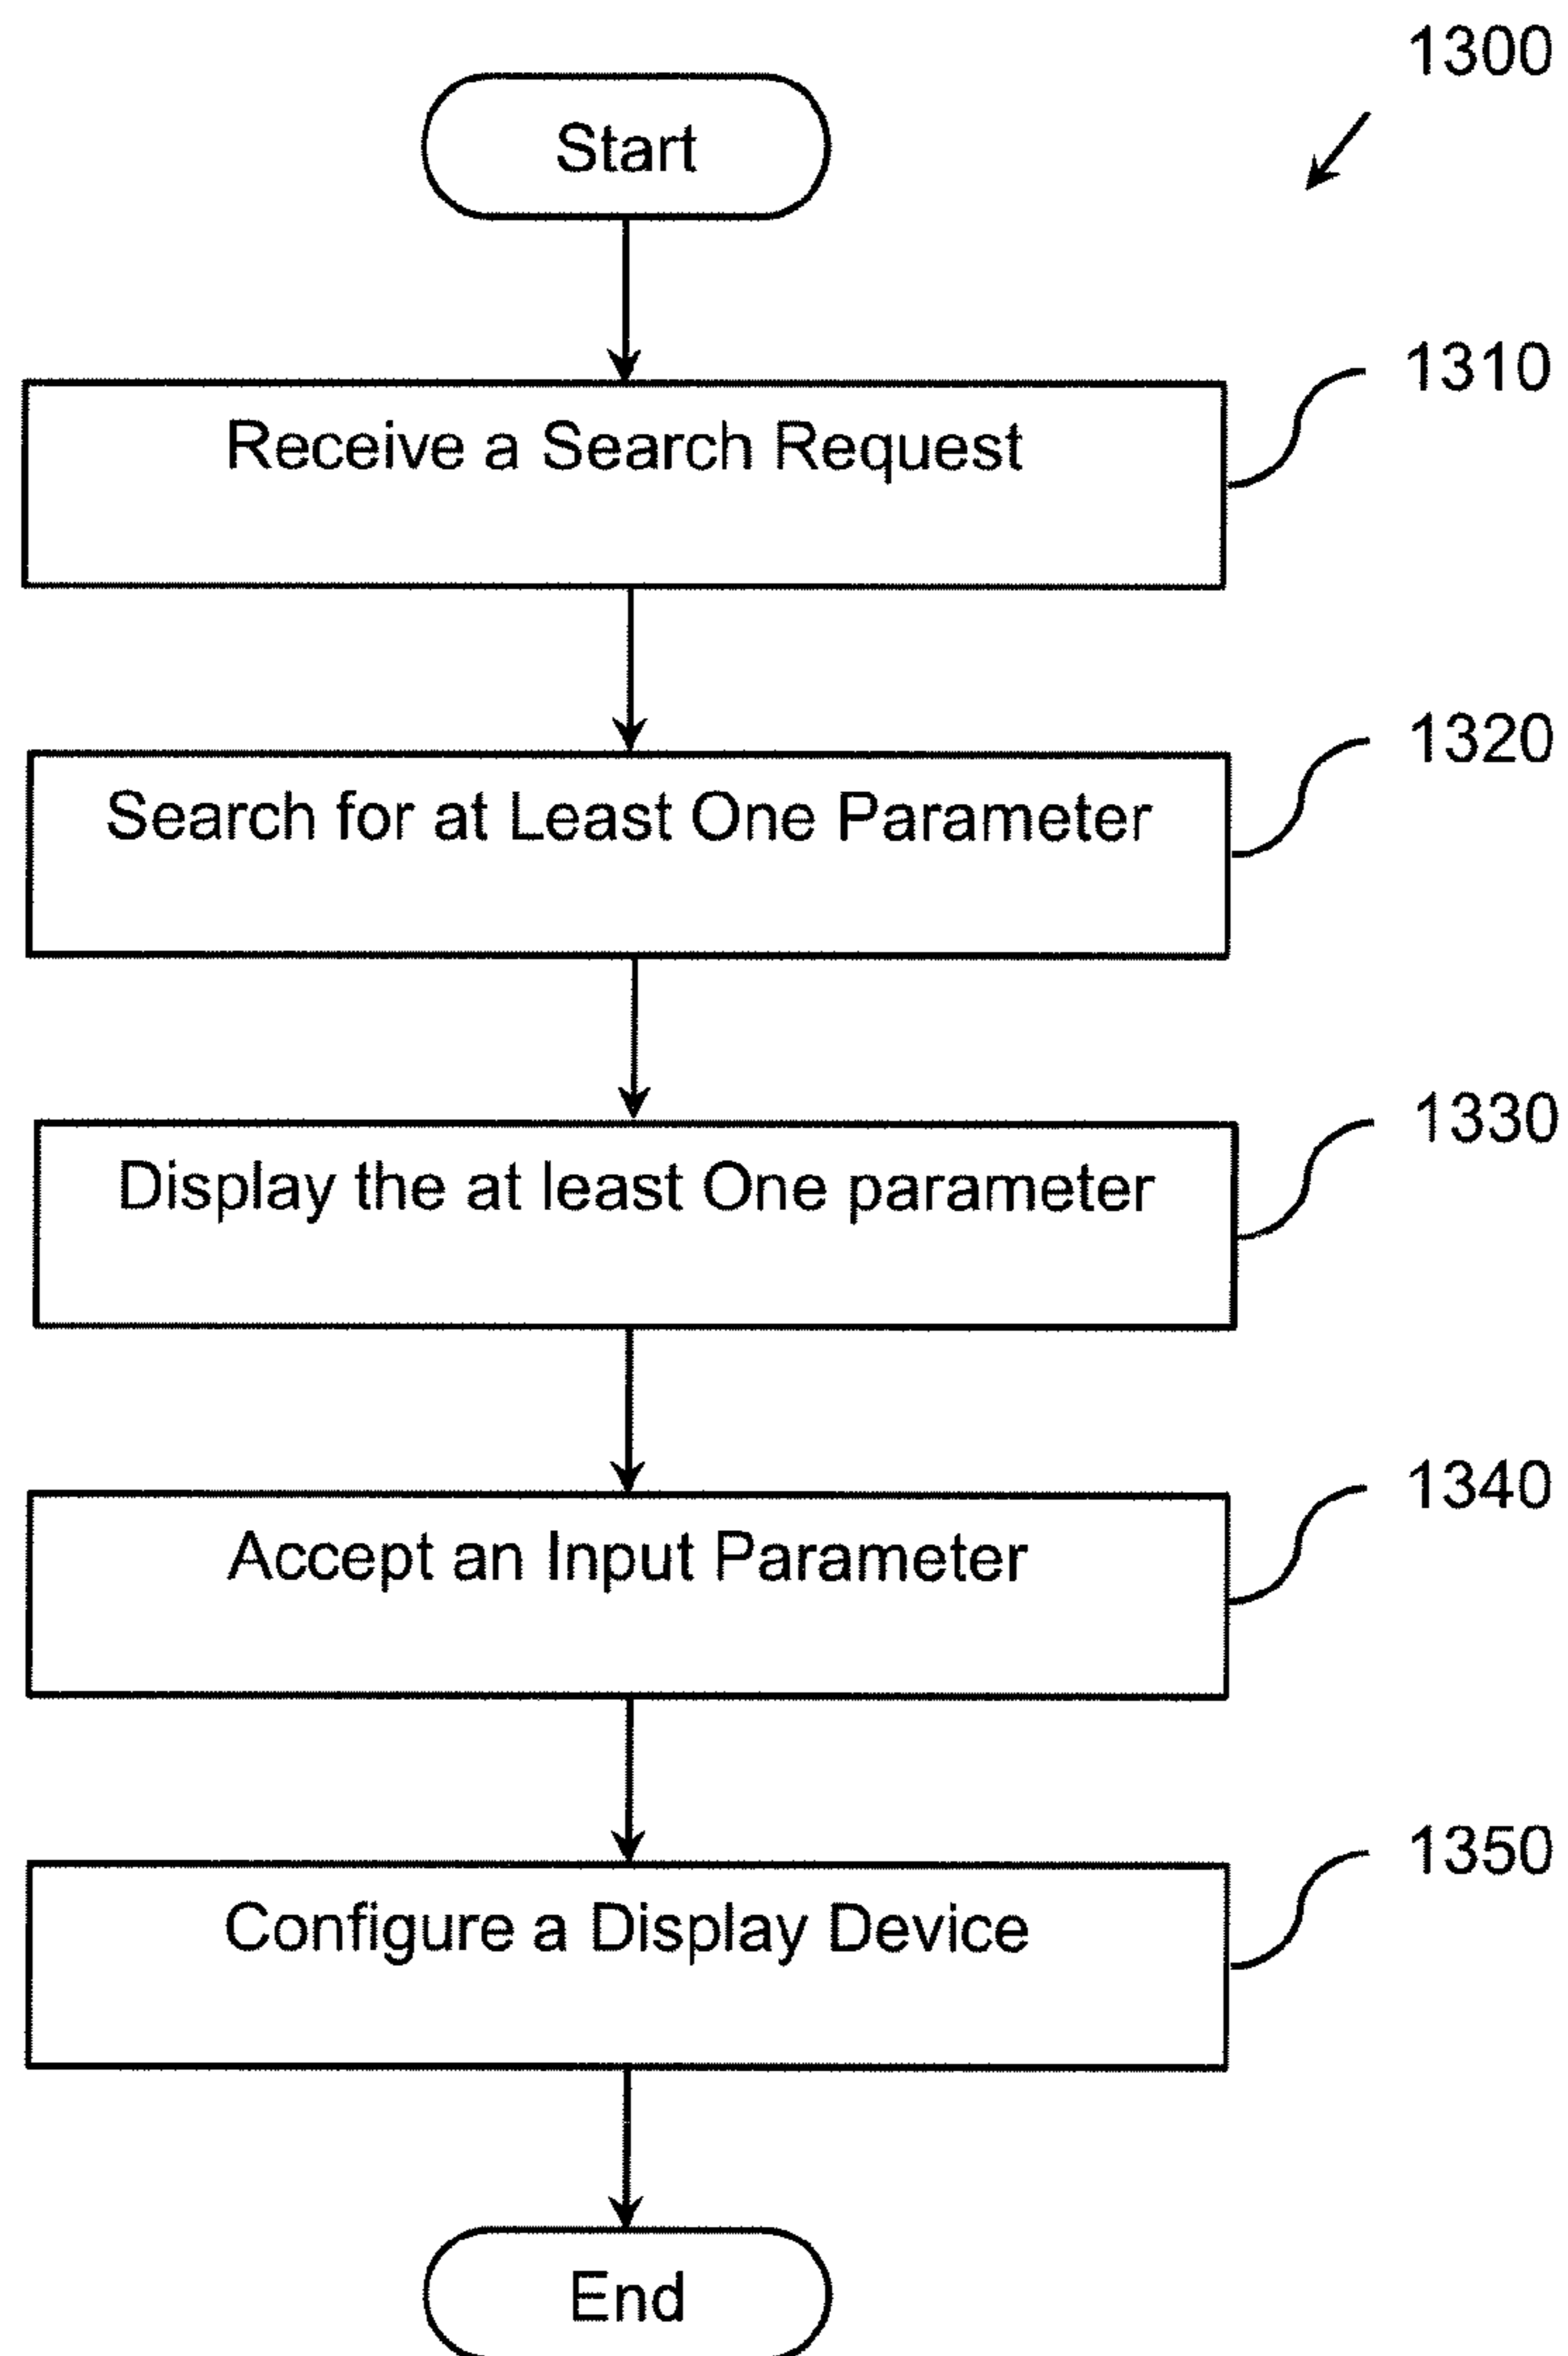 1300
Start
1310
Receive a Search Request
1320
Search for at Least One Parameter
1330
Display the at least One parameter
1340
Accept an Input Parameter
1350
Configure a Display Device
End